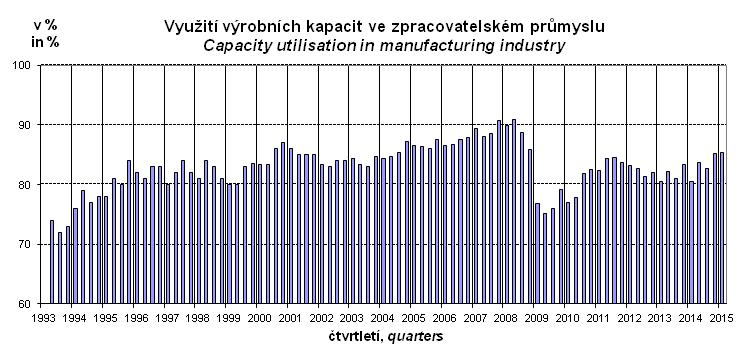 v %
in %
Využití výrobních kapacit ve zpracovatelském průmyslu
Capacity utilisation in manufacturing industry
100
90
80
70
60
1993 1994 1995 1996 1997 1998 1999 2000 2001 2002 2003 2004 2005 2006 2007 2008 2009 2010 2011 2012 2013 2014 2015
čtvrtletí, quarters